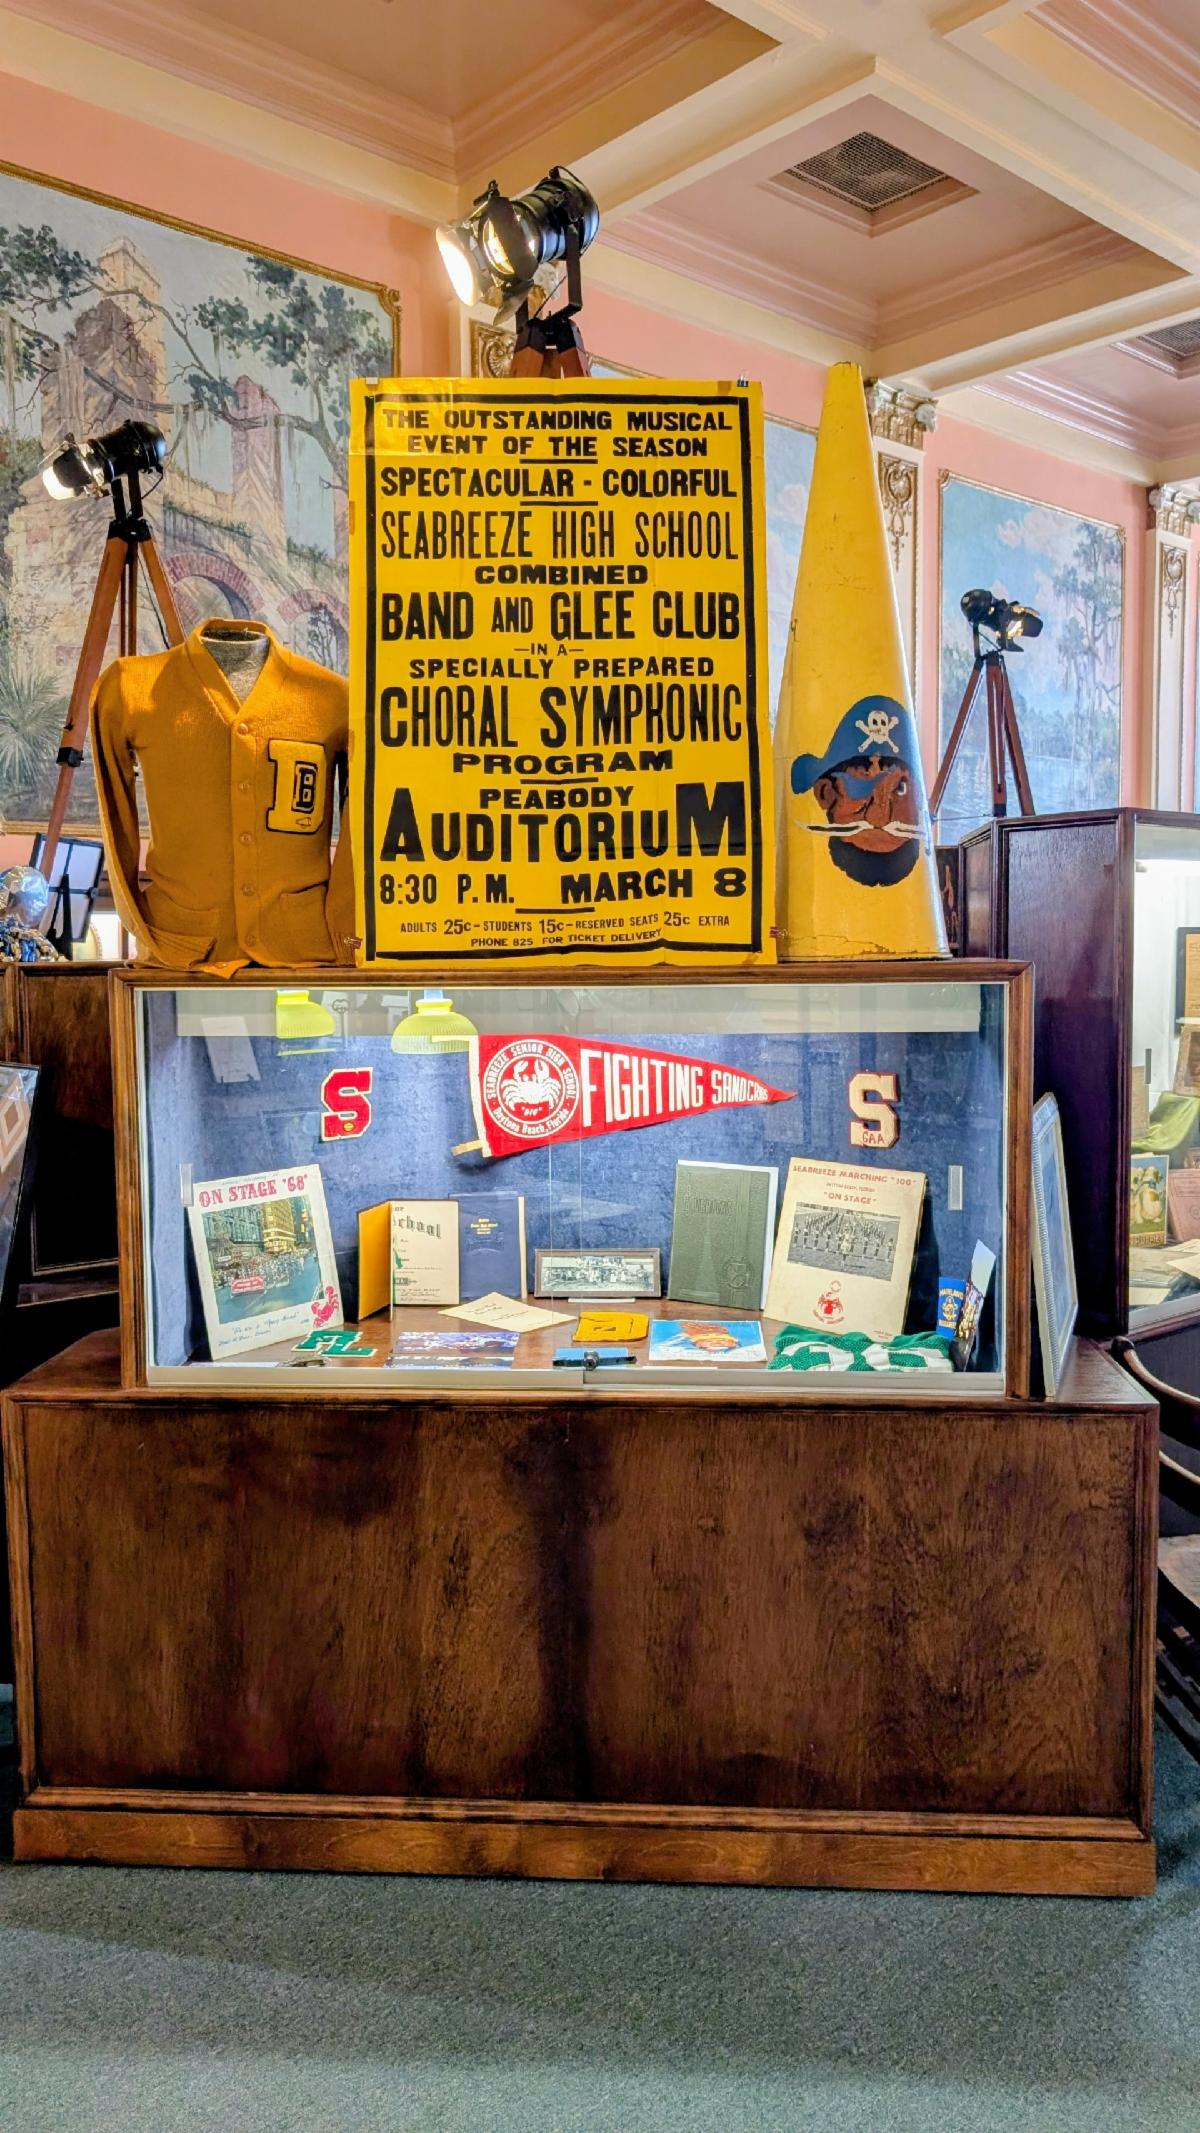 THE OUTSTANDING MUSICAL
EVENT OF THE SEASON
SPECTACULAR - COLORFUL
SEABREEZE HIGH SCHOOL
COMBINED
BAND AND GLEE CLUB
—IN A—
SPECIALLY PREPARED
CHORAL SYMPHONIC
PROGRAM
PEABODY
AUDITORIUM
8:30 P.M. MARCH 8
ADULTS 25c - STUDENTS 15c - RESERVED SEATS 25c EXTRA
PHONE 825 FOR TICKET DELIVERY
DB
SEABREEZE SENIOR HIGH SCHOOL
Daytona Beach, Florida
FIGHTING SANDCRABS
S
S
GAA
ON STAGE '68'
chool
SEABREEZE MARCHING "100"
"ON STAGE"
D